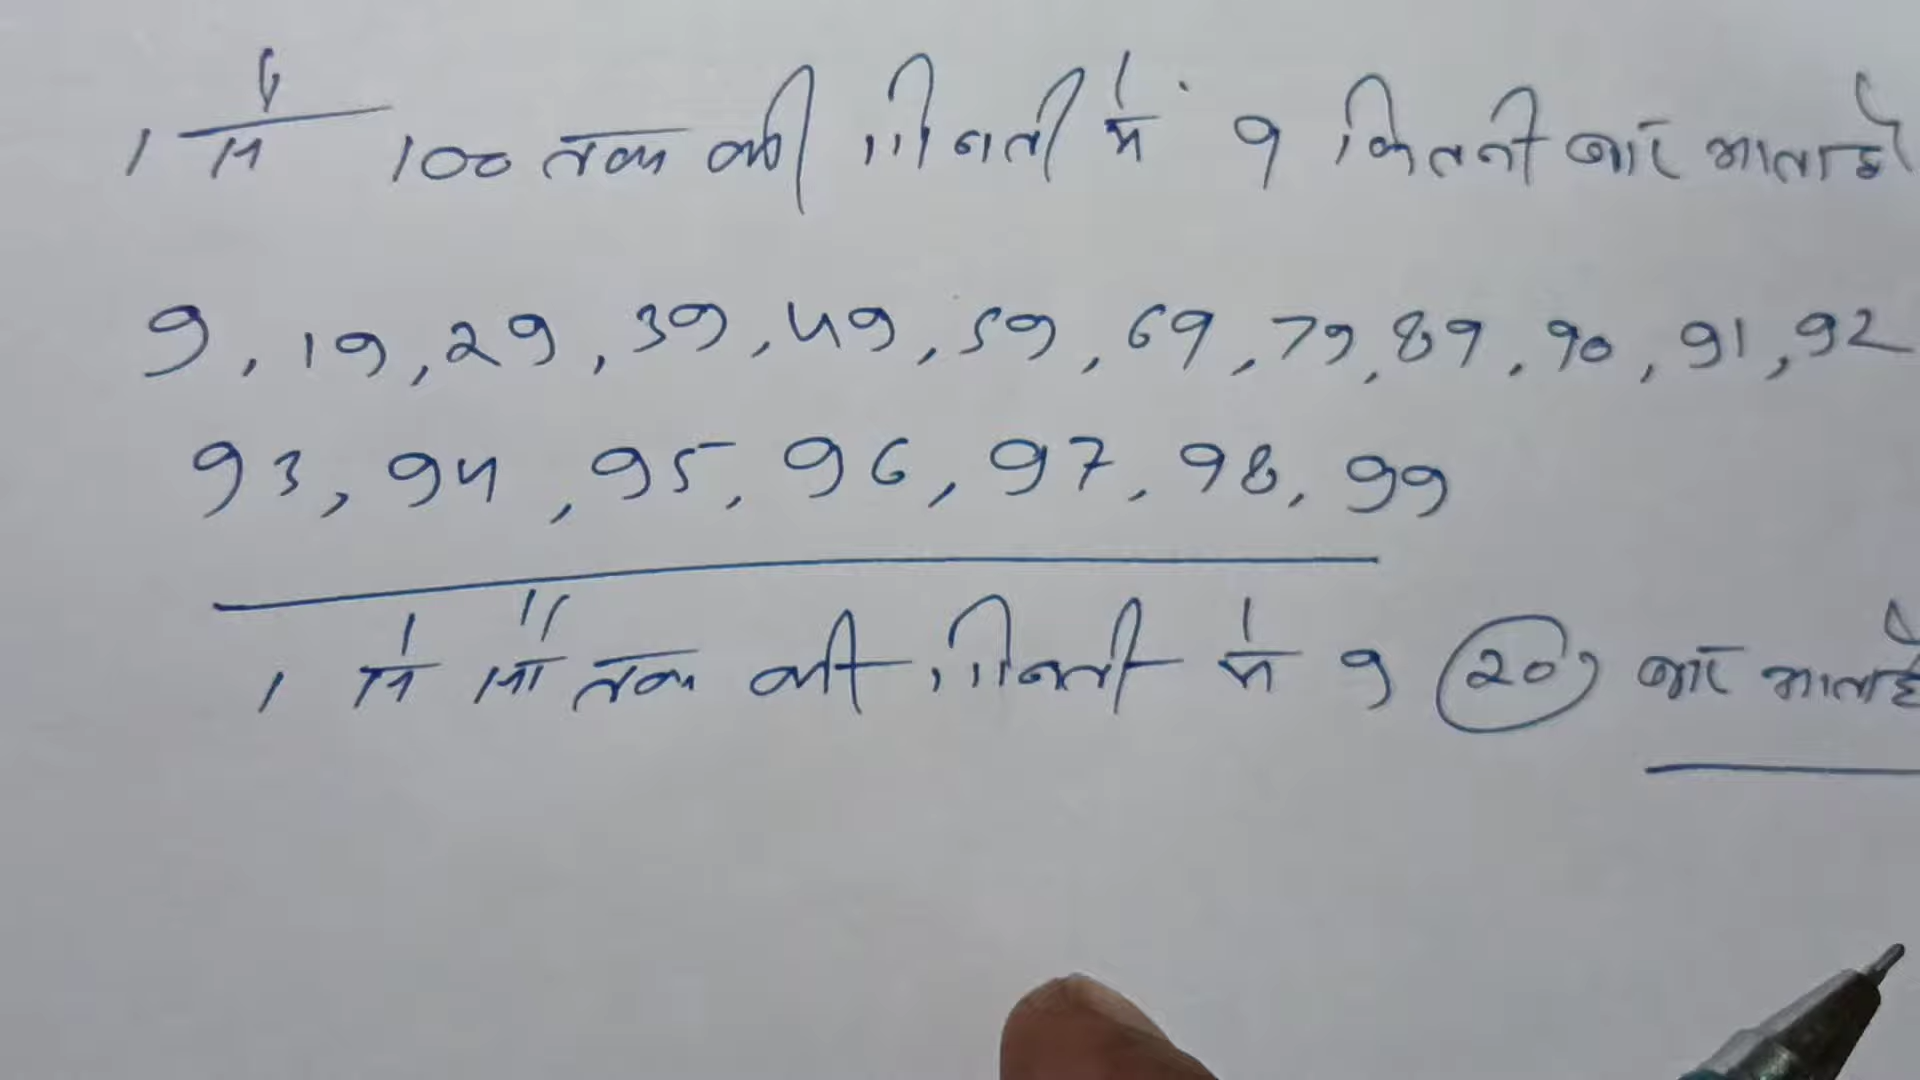 1 से 100 तक की गिनती में 9 कितनी बार आता है
9, 19, 29, 39, 49, 59, 69, 79, 89, 90, 91, 92
93, 94, 95, 96, 97, 98, 99
1 से सौ तक की गिनती में 9 20 बार आता है